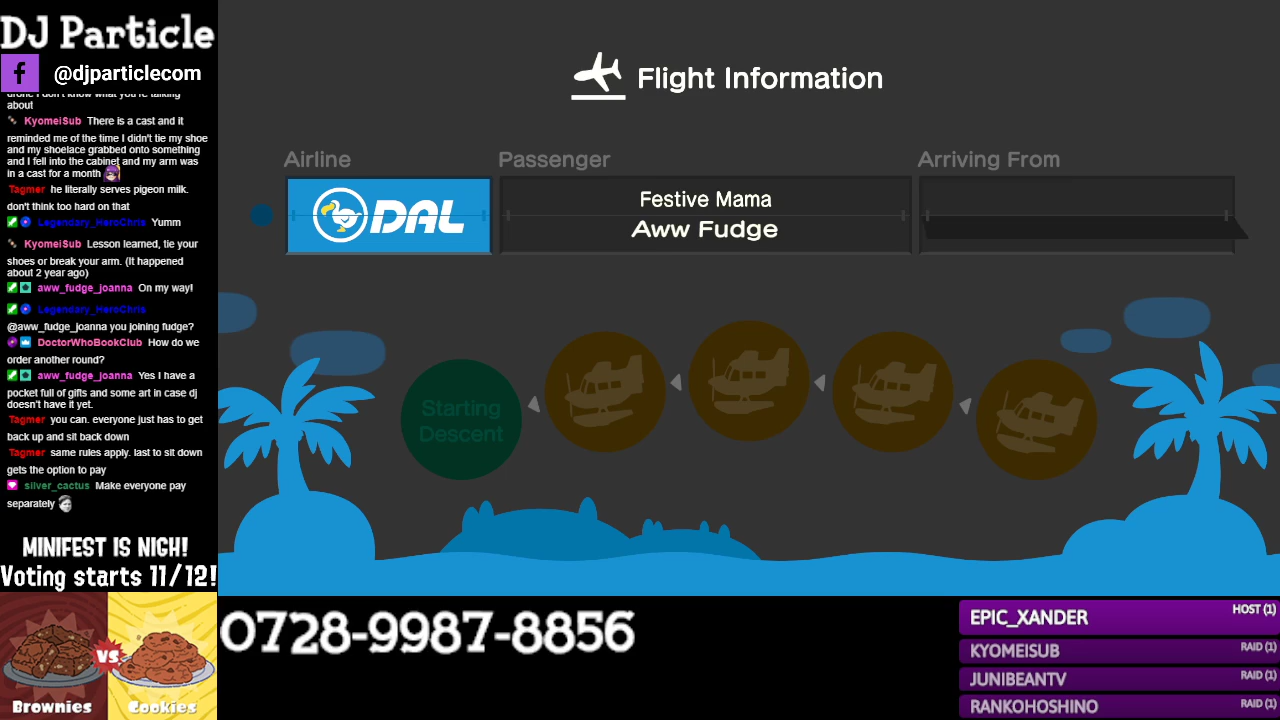 DJ Particle
@djparticlecom
drone I don't know what you're talking
about
KyomeiSub There is a cast and it
reminded me of the time I didn't tie my shoe
and my shoelace grabbed onto something
and I fell into the cabinet and my arm was
in a cast for a month
Tagmer he literally serves pigeon milk.
don't think too hard on that
Legendary_HeroChris Yumm
KyomeiSub Lesson learned, tie your
shoes or break your arm. (It happened
about 2 year ago)
aww_fudge_joanna On my way!
Legendary_HeroChris
@aww_fudge_joanna you joining fudge?
DoctorWhoBookClub How do we
order another round?
aww_fudge_joanna Yes I have a
pocket full of gifts and some art in case dj
doesn't have it yet.
Tagmer you can. everyone just has to get
back up and sit back down
Tagmer same rules apply. last to sit down
gets the option to pay
silver_cactus Make everyone pay
separately
MINIFEST IS NIGH!
Voting starts 11/12!
VS
Brownies
Cookies
Flight Information
Airline
Passenger
Arriving From
DAL
Festive Mama
Aww Fudge
Starting
Descent
0728-9987-8856
EPIC_XANDER HOST (1)
KYOMEISUB RAID (1)
JUNIBEANTV RAID (1)
RANKOHOSHINO RAID (1)